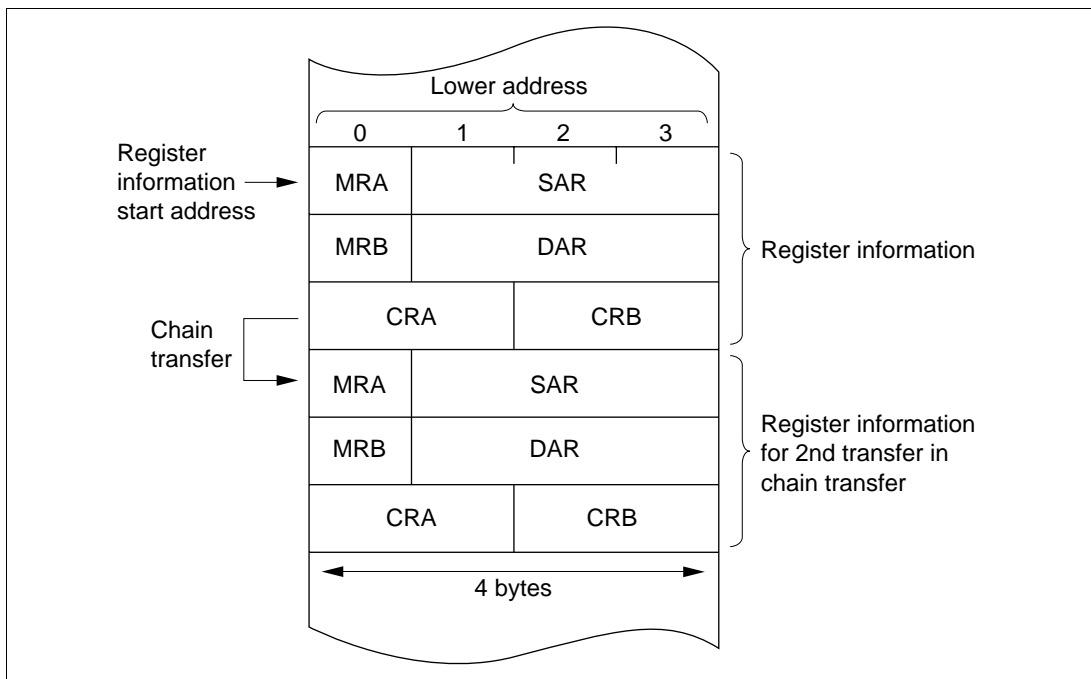 Lower address
0 1 2 3
Register
information
start address
MRA SAR
MRB DAR
Register information
CRA CRB
Chain
transfer
MRA SAR
MRB DAR
Register information
for 2nd transfer in
chain transfer
CRA CRB
4 bytes